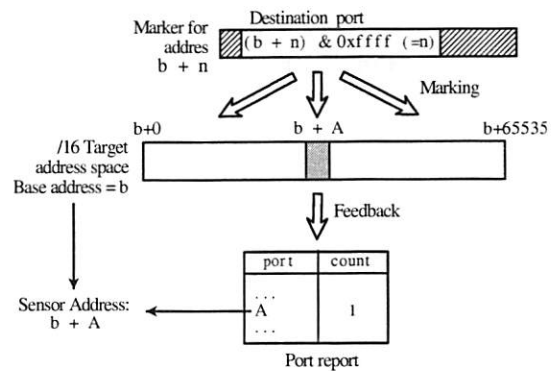 Destination port
Marker for
addres
b + n
(b + n) & 0xffff (=n)
Marking
b+0
b + A
b+65535
/16 Target
address space
Base address = b
Feedback
port count
...
A 1
...
Sensor Address:
b + A
Port report